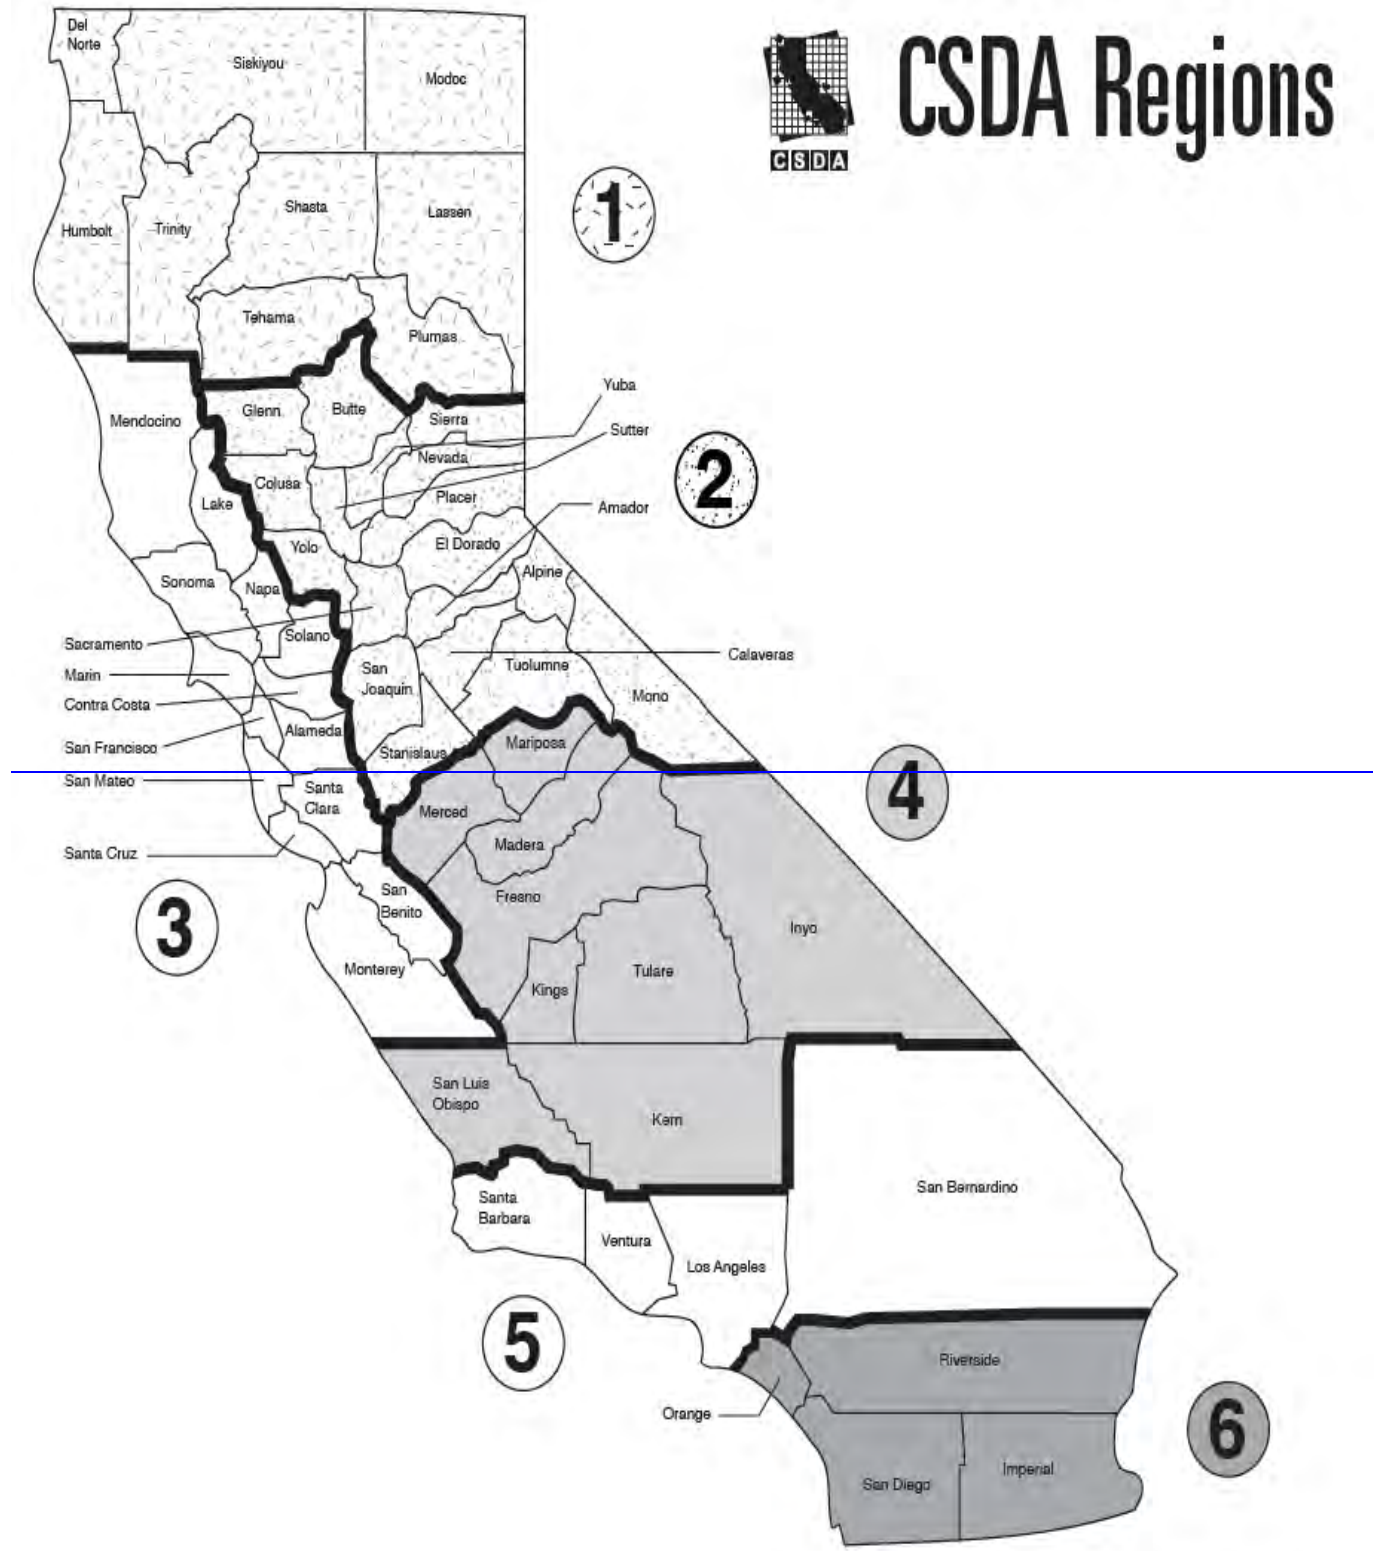 Del
Norte
Siskiyou
Modoc
CSDA Regions
CSDA
Humbolt
Trinity
Shasta
Lassen
1
Tehama
Plumas
Mendocino
Glenn
Butte
Sierra
Yuba
Sutter
Nevada
2
Lake
Colusa
Placer
Amador
Yolo
El Dorado
Sonoma
Napa
Alpine
Solano
Sacramento
Calaveras
Marin
San
Joaquin
Tuolumne
Mono
Contra Costa
Alameda
San Francisco
Stanislaus
Mariposa
4
San Mateo
Santa
Clara
Merced
Santa Cruz
Madera
3
San
Benito
Fresno
Inyo
Monterey
Kings
Tulare
San Luis
Obispo
Kern
San Bernardino
Santa
Barbara
Ventura
Los Angeles
5
Riverside
Orange
6
San Diego
Imperial